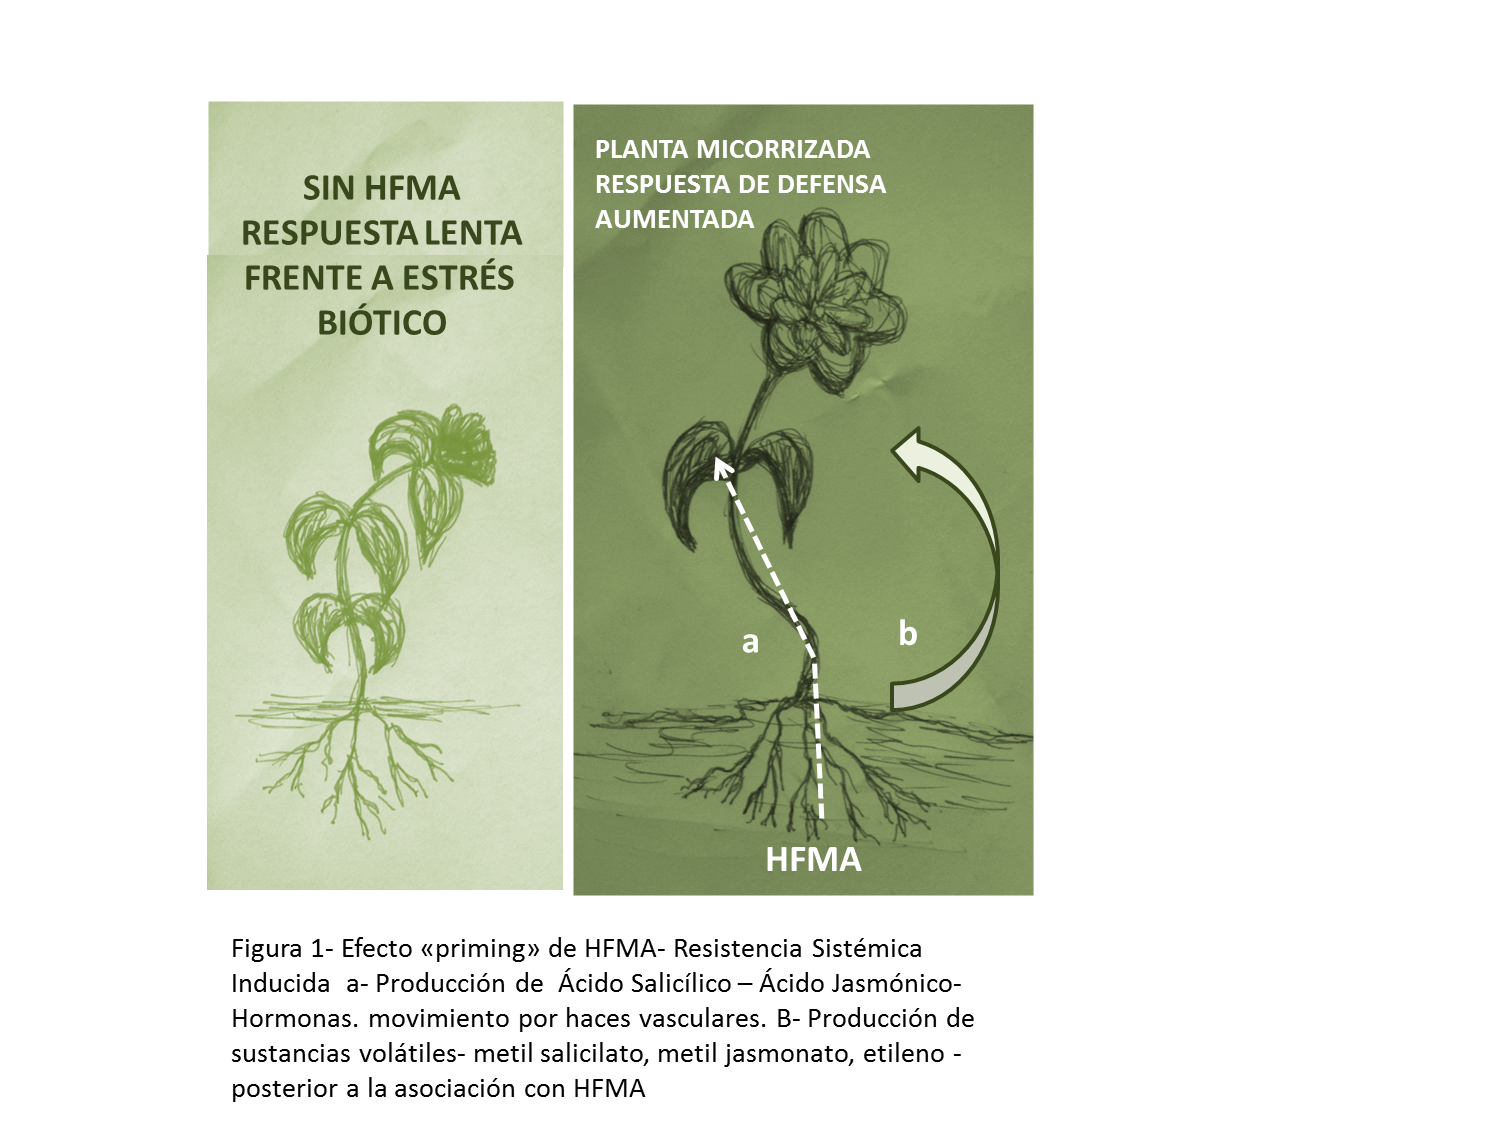 SIN HFMA
RESPUESTA LENTA
FRENTE A ESTRÉS
BIÓTICO
PLANTA MICORRIZADA
RESPUESTA DE DEFENSA
AUMENTADA
a
b
HFMA
Figura 1- Efecto «priming» de HFMA- Resistencia Sistémica
Inducida a- Producción de Ácido Salicílico – Ácido Jasmónico-
Hormonas. movimiento por haces vasculares. B- Producción de
sustancias volátiles- metil salicilato, metil jasmonato, etileno -
posterior a la asociación con HFMA